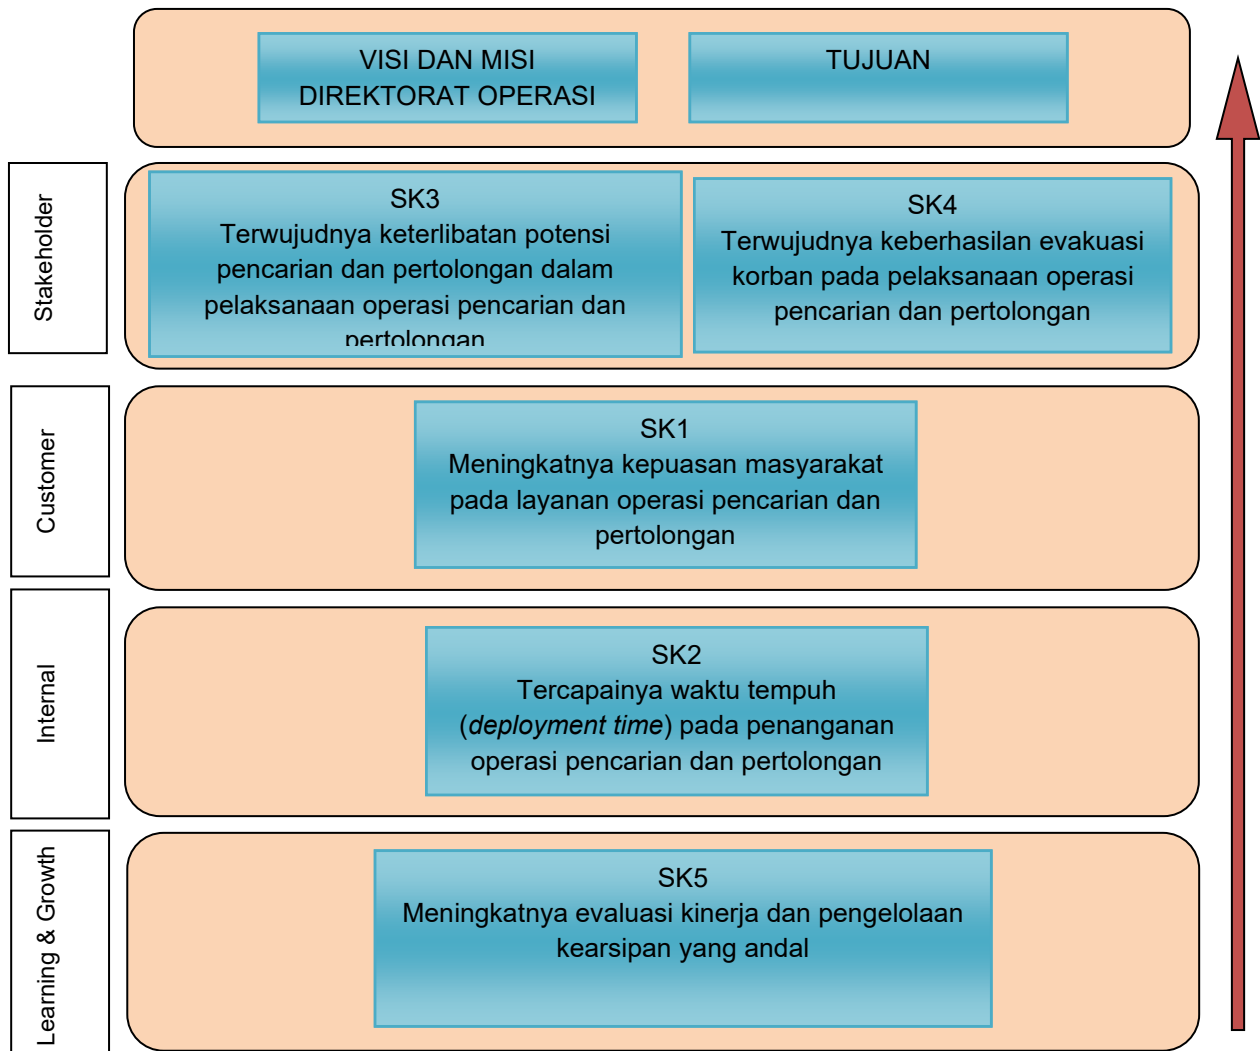 VISI DAN MISI
DIREKTORAT OPERASI
TUJUAN
Stakeholder
SK3
Terwujudnya keterlibatan potensi
pencarian dan pertolongan dalam
pelaksanaan operasi pencarian dan
pertolongan
SK4
Terwujudnya keberhasilan evakuasi
korban pada pelaksanaan operasi
pencarian dan pertolongan
Customer
SK1
Meningkatnya kepuasan masyarakat
pada layanan operasi pencarian dan
pertolongan
Internal
SK2
Tercapainya waktu tempuh
(deployment time) pada penanganan
operasi pencarian dan pertolongan
Learning & Growth
SK5
Meningkatnya evaluasi kinerja dan pengelolaan
kearsipan yang andal